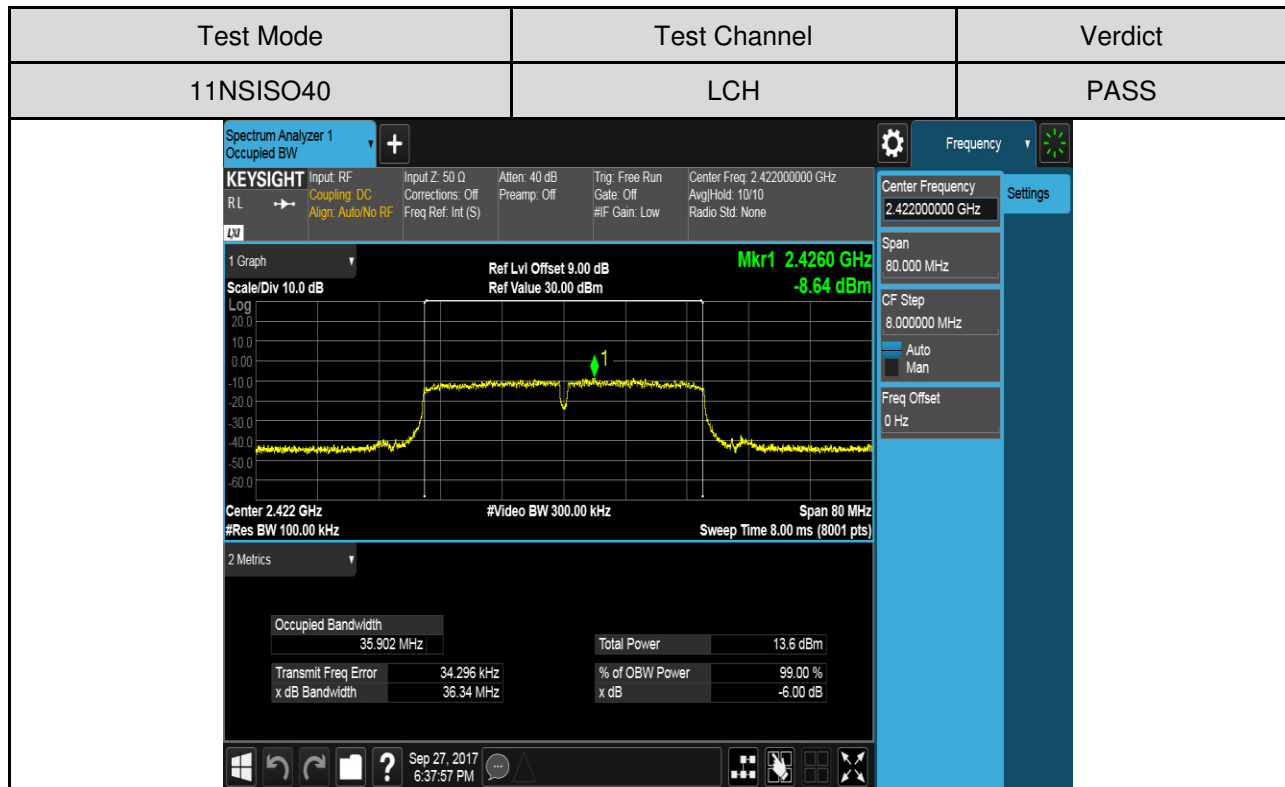 Test Mode Test Channel Verdict
11NSISO40 LCH PASS
Spectrum Analyzer 1
Occupied BW
+
Frequency
KEYSIGHT Input: RF Input Z: 50 Ω Atten: 40 dB Trig: Free Run Center Freq: 2.422000000 GHz
RL Coupling: DC Corrections: Off Preamp: Off Gate: Off Avg|Hold: 10/10
Align: Auto/No RF Freq Ref: Int (S) #IF Gain: Low Radio Std: None
LXI
Center Frequency
2.422000000 GHz
Settings
Span
80.000 MHz
CF Step
8.000000 MHz
Auto
Man
Freq Offset
0 Hz
1 Graph
Ref Lvl Offset 9.00 dB
Mkr1 2.4260 GHz
Scale/Div 10.0 dB
Ref Value 30.00 dBm
-8.64 dBm
Log
20.0
10.0
0.00
-10.0
-20.0
-30.0
-40.0
-50.0
-60.0
1
Center 2.422 GHz #Video BW 300.00 kHz Span 80 MHz
#Res BW 100.00 kHz Sweep Time 8.00 ms (8001 pts)
2 Metrics
Occupied Bandwidth
35.902 MHz
Total Power 13.6 dBm
Transmit Freq Error 34.296 kHz
% of OBW Power 99.00 %
x dB Bandwidth 36.34 MHz
x dB -6.00 dB
?
Sep 27, 2017
6:37:57 PM